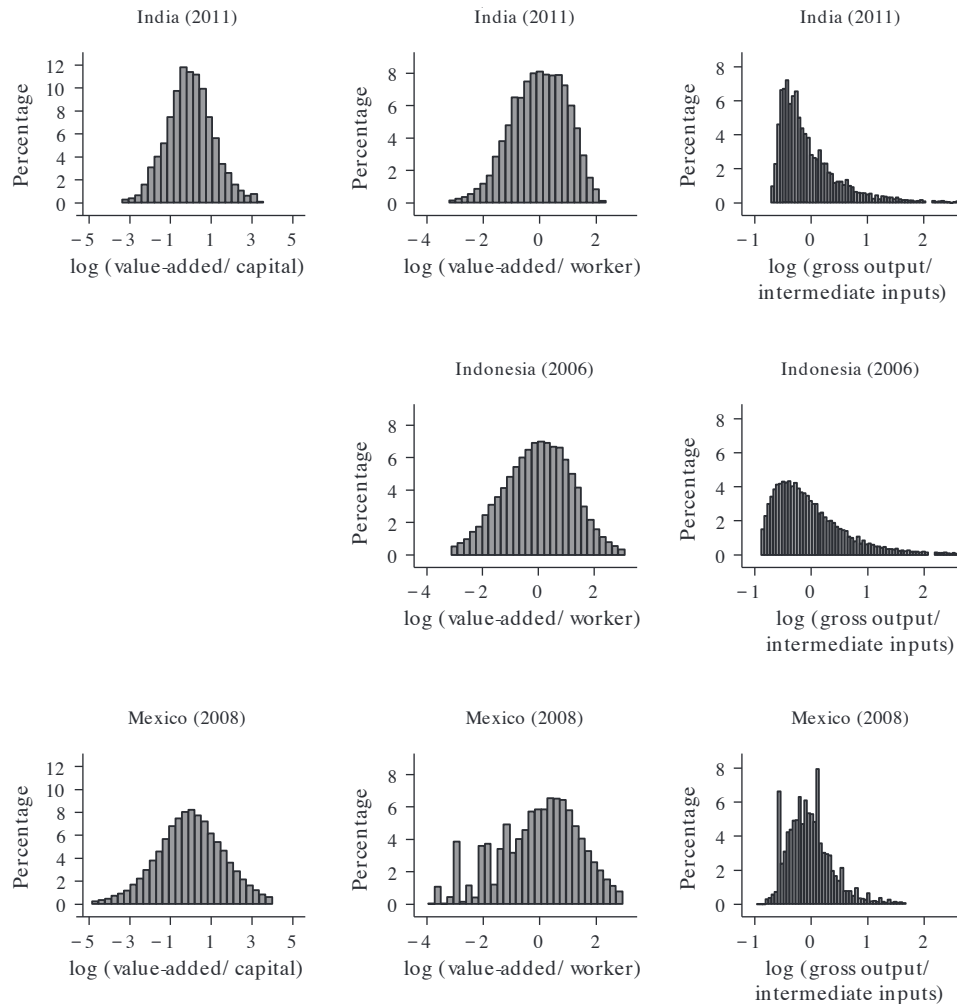 India (2011)
Percentage
12
10
8
6
4
2
0
−5 −3 −1 1 3 5
log (value-added/ capital)
India (2011)
Percentage
8
6
4
2
0
−4 −2 0 2
log (value-added/ worker)
India (2011)
Percentage
8
6
4
2
0
−1 0 1 2
log (gross output/
intermediate inputs)
Indonesia (2006)
Percentage
8
6
4
2
0
−4 −2 0 2
log (value-added/ worker)
Indonesia (2006)
Percentage
8
6
4
2
0
−1 0 1 2
log (gross output/
intermediate inputs)
Mexico (2008)
Percentage
12
10
8
6
4
2
0
−5 −3 −1 1 3 5
log (value-added/ capital)
Mexico (2008)
Percentage
8
6
4
2
0
−4 −2 0 2
log (value-added/ worker)
Mexico (2008)
Percentage
8
6
4
2
0
−1 0 1 2
log (gross output/
intermediate inputs)